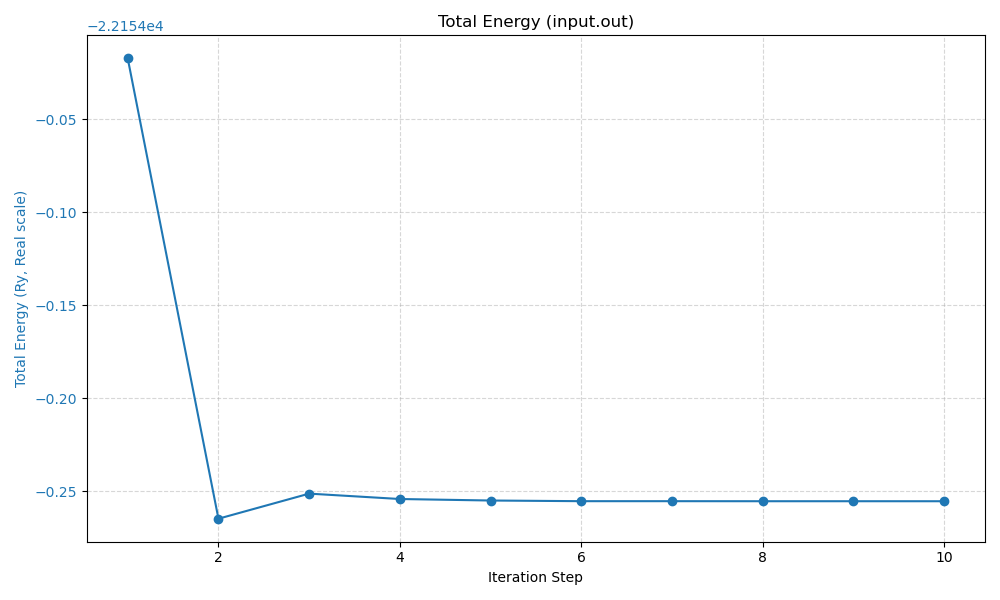 Total Energy (input.out)
−2.2154e4
Total Energy (Ry, Real scale)
−0.05
−0.10
−0.15
−0.20
−0.25
2
4
6
8
10
Iteration Step